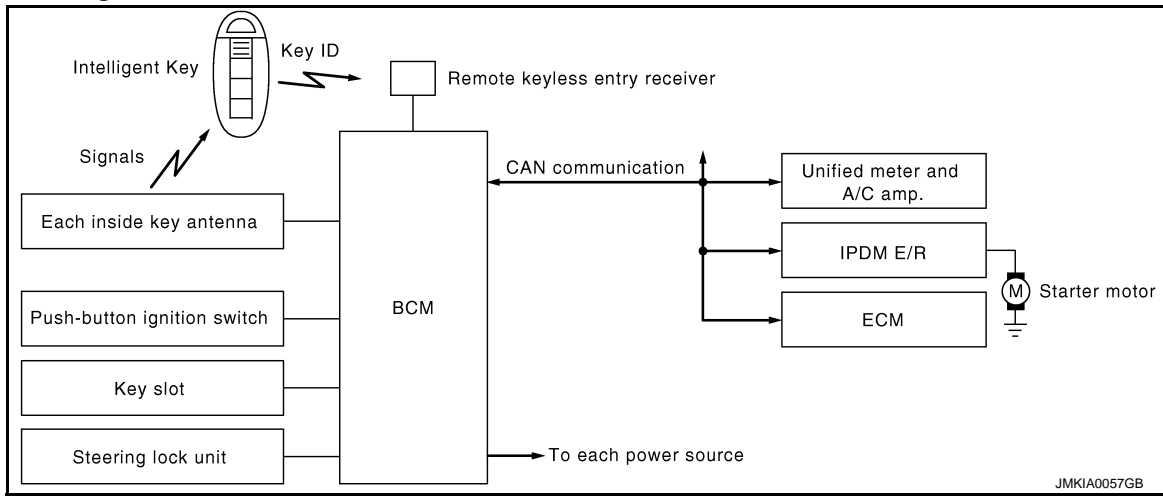 Intelligent Key
Key ID
Remote keyless entry receiver
Signals
CAN communication
Each inside key antenna
Unified meter and
A/C amp.
IPDM E/R
M
Starter motor
Push-button ignition switch
BCM
ECM
Key slot
Steering lock unit
To each power source
JMKIA0057GB